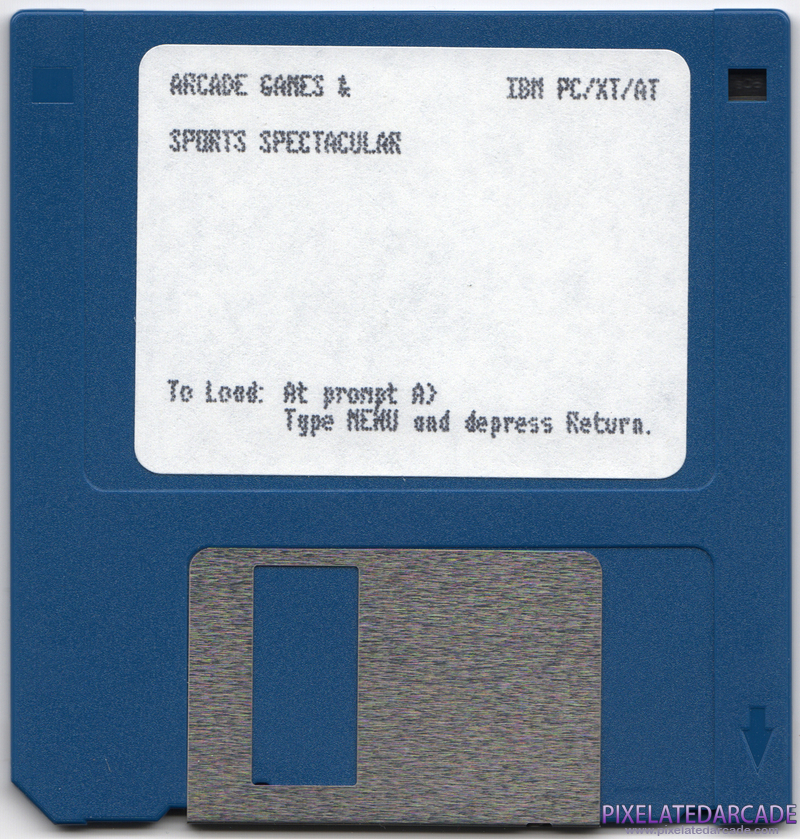 ARCADE GAMES & IBM PC/XT/AT
SPORTS SPECTACULAR
To Load: At prompt A>
Type MENU and depress Return.
PIXELATEDARCADE
www.pixelatedarcade.com